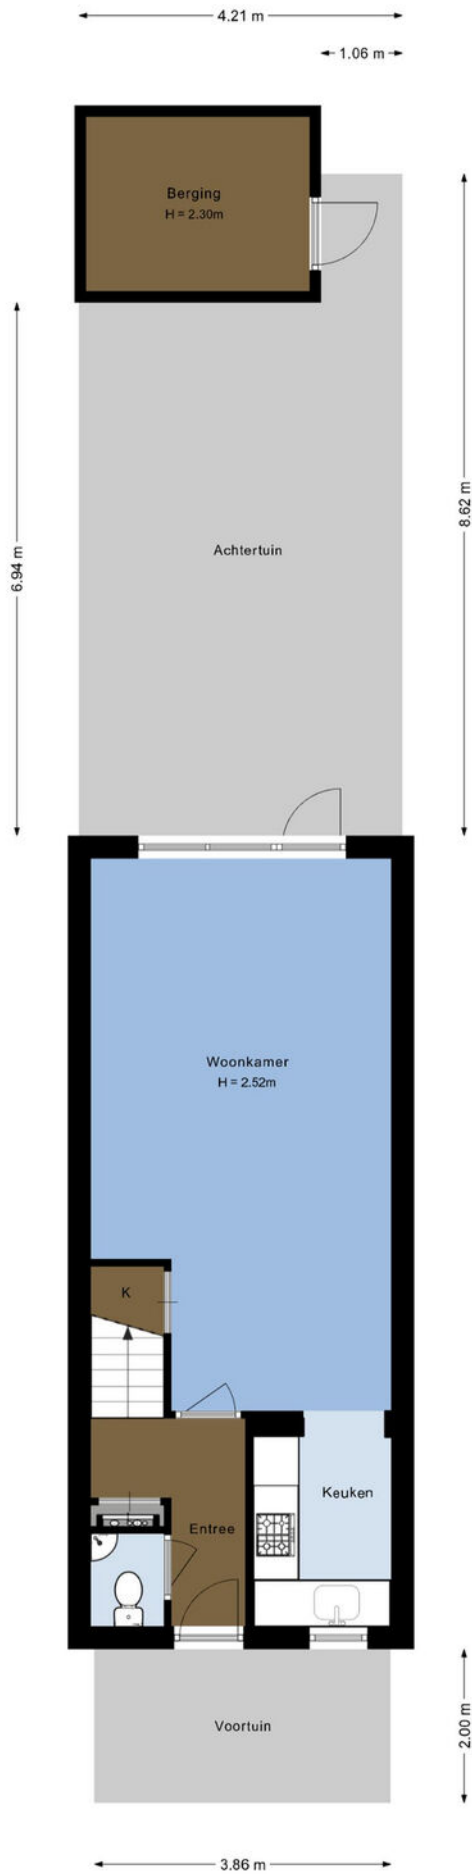 4.21 m
1.06 m
Berging
H = 2.30m
8.62 m
6.94 m
Achtertuin
Woonkamer
H = 2.52m
K
Keuken
Entree
Voortuin
2.00 m
3.86 m